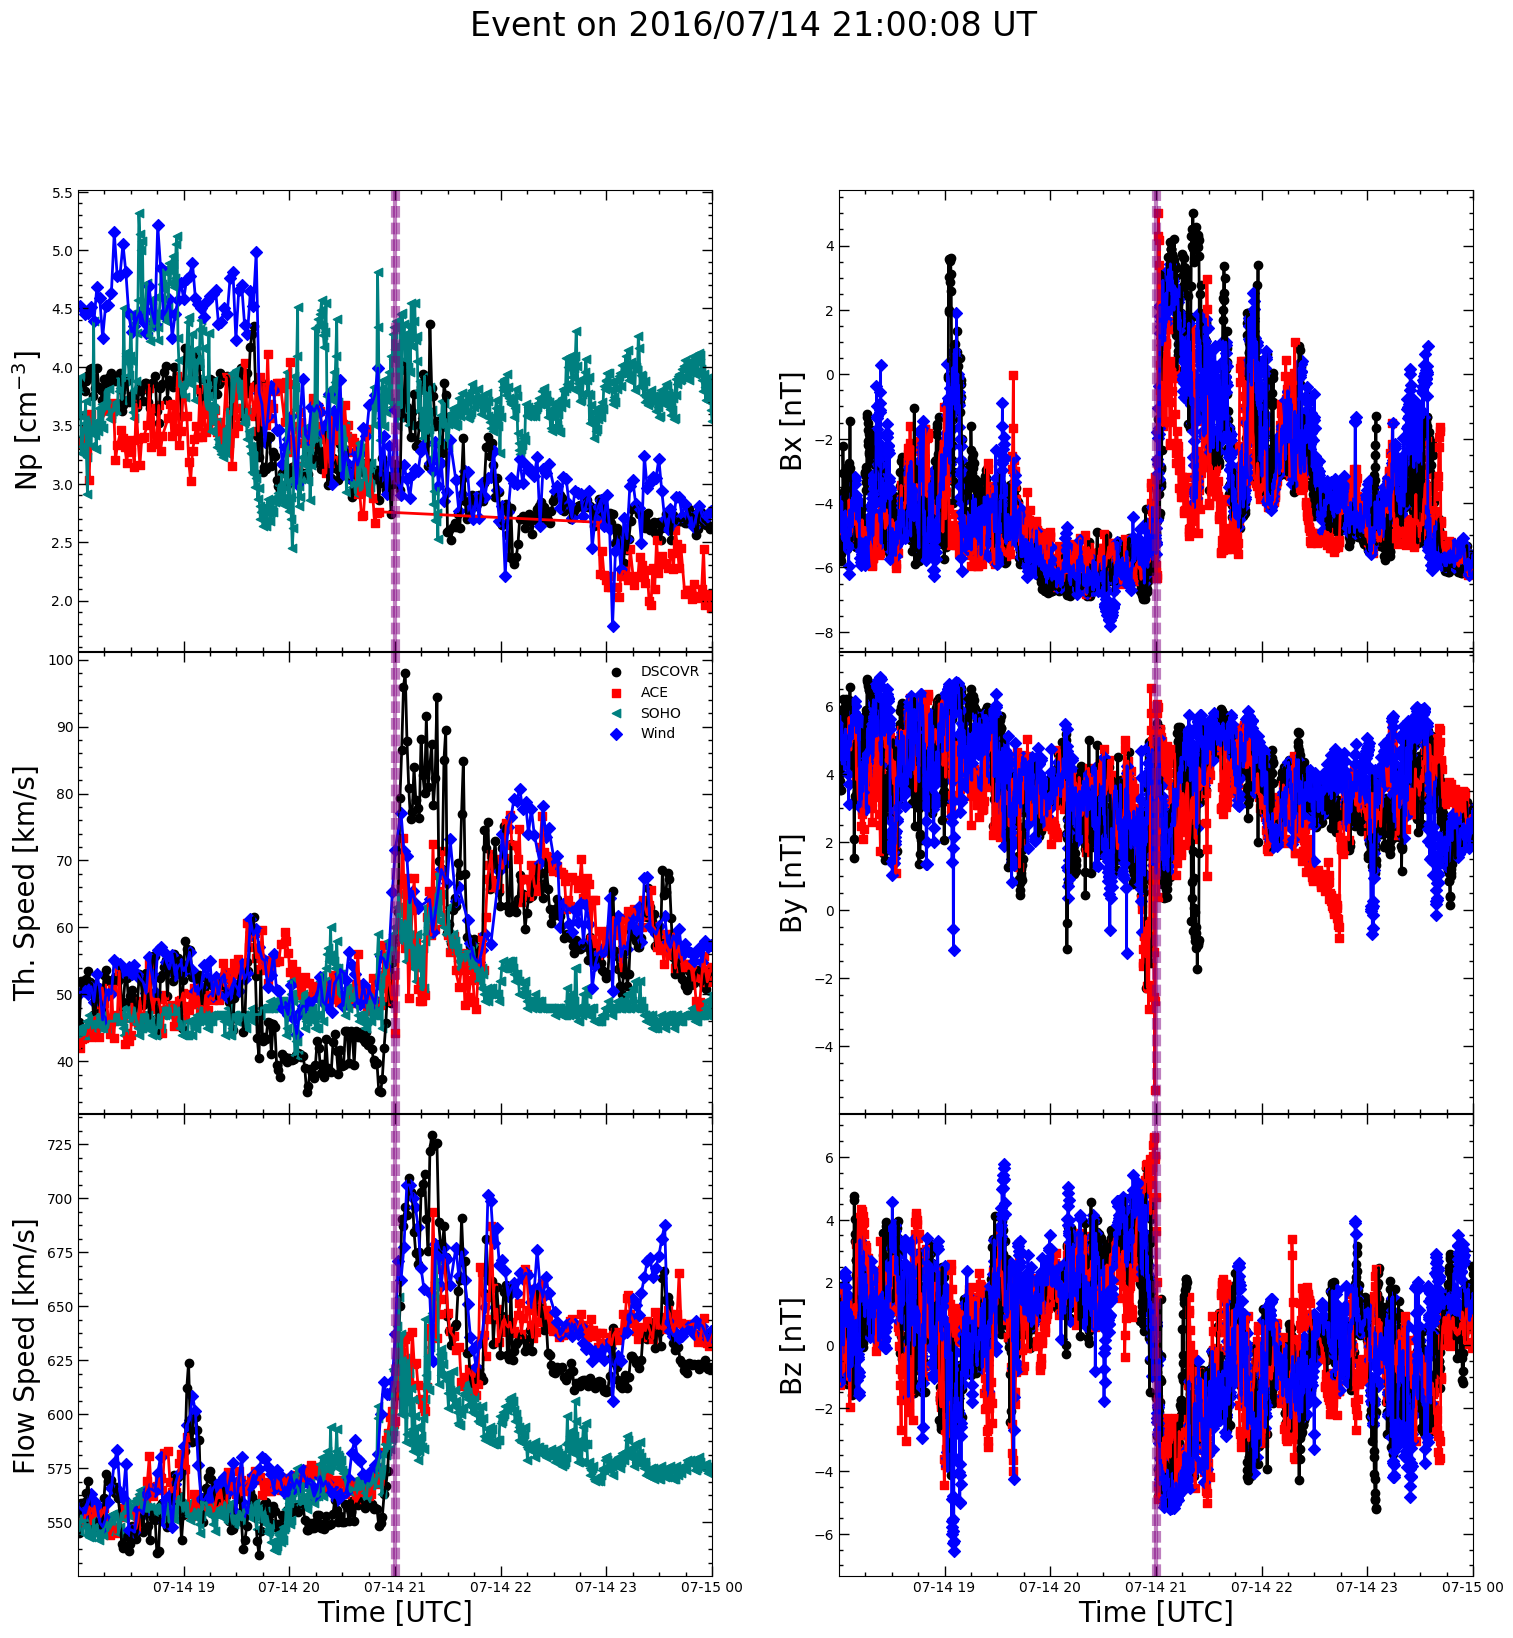 Event on 2016/07/14 21:00:08 UT
Np [cm⁻³]
5.5
5.0
4.5
4.0
3.5
3.0
2.5
2.0
Th. Speed [km/s]
100
90
80
70
60
50
40
DSCOVR
ACE
SOHO
Wind
Flow Speed [km/s]
725
700
675
650
625
600
575
550
07-14 19 07-14 20 07-14 21 07-14 22 07-14 23 07-15 00
Time [UTC]
Bx [nT]
4
2
0
−2
−4
−6
−8
By [nT]
6
4
2
0
−2
−4
Bz [nT]
6
4
2
0
−2
−4
−6
07-14 19 07-14 20 07-14 21 07-14 22 07-14 23 07-15 00
Time [UTC]